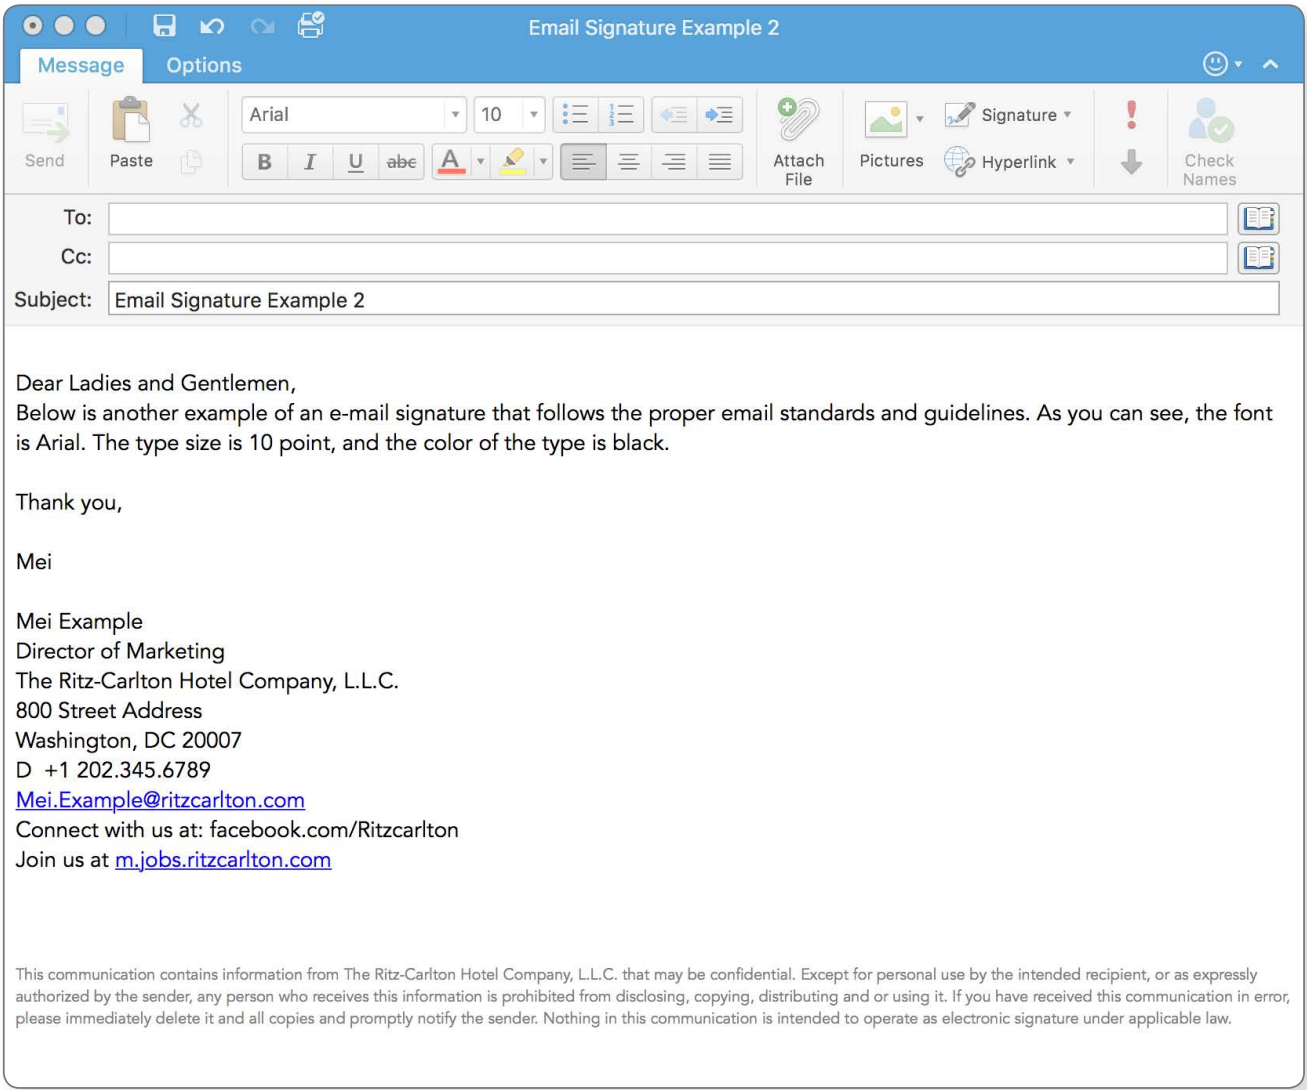 Email Signature Example 2
Message Options
Arial 10
Signature
Send Paste B I U abc A Attach File Pictures Hyperlink Check Names
To:
Cc:
Subject: Email Signature Example 2
Dear Ladies and Gentlemen,
Below is another example of an e-mail signature that follows the proper email standards and guidelines. As you can see, the font
is Arial. The type size is 10 point, and the color of the type is black.
Thank you,
Mei
Mei Example
Director of Marketing
The Ritz-Carlton Hotel Company, L.L.C.
800 Street Address
Washington, DC 20007
D  +1 202.345.6789
Mei.Example@ritzcarlton.com
Connect with us at: facebook.com/Ritzcarlton
Join us at m.jobs.ritzcarlton.com
This communication contains information from The Ritz-Carlton Hotel Company, L.L.C. that may be confidential. Except for personal use by the intended recipient, or as expressly
authorized by the sender, any person who receives this information is prohibited from disclosing, copying, distributing and or using it. If you have received this communication in error,
please immediately delete it and all copies and promptly notify the sender. Nothing in this communication is intended to operate as electronic signature under applicable law.